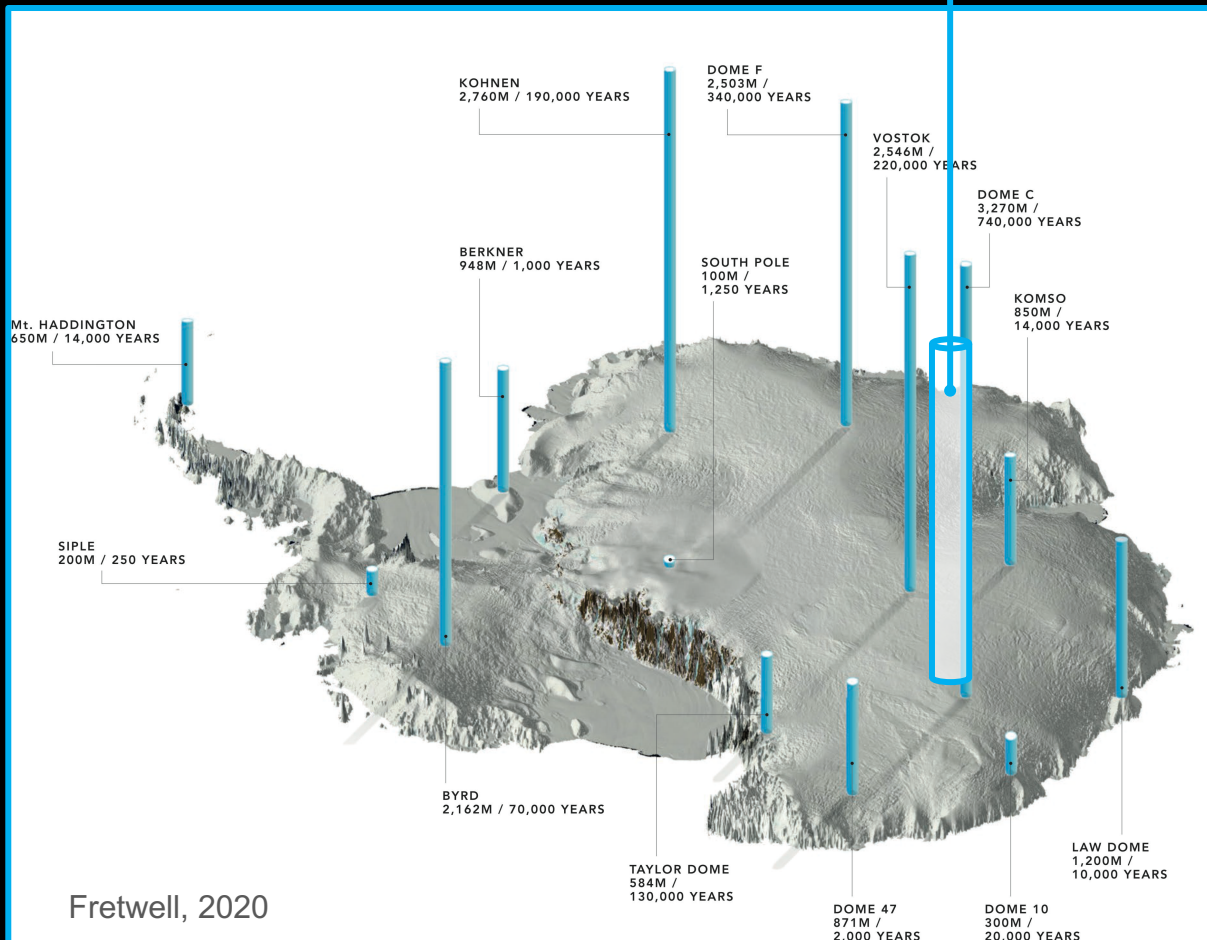 KOHNEN
2,760M / 190,000 YEARS
DOME F
2,503M /
340,000 YEARS
VOSTOK
2,546M /
220,000 YEARS
DOME C
3,270M /
740,000 YEARS
BERKNER
948M / 1,000 YEARS
SOUTH POLE
100M /
1,250 YEARS
KOMSO
850M /
14,000 YEARS
Mt. HADDINGTON
650M / 14,000 YEARS
SIPLE
200M / 250 YEARS
BYRD
2,162M / 70,000 YEARS
TAYLOR DOME
584M /
130,000 YEARS
LAW DOME
1,200M /
10,000 YEARS
DOME 47
871M /
2,000 YEARS
DOME 10
300M /
20,000 YEARS
Fretwell, 2020